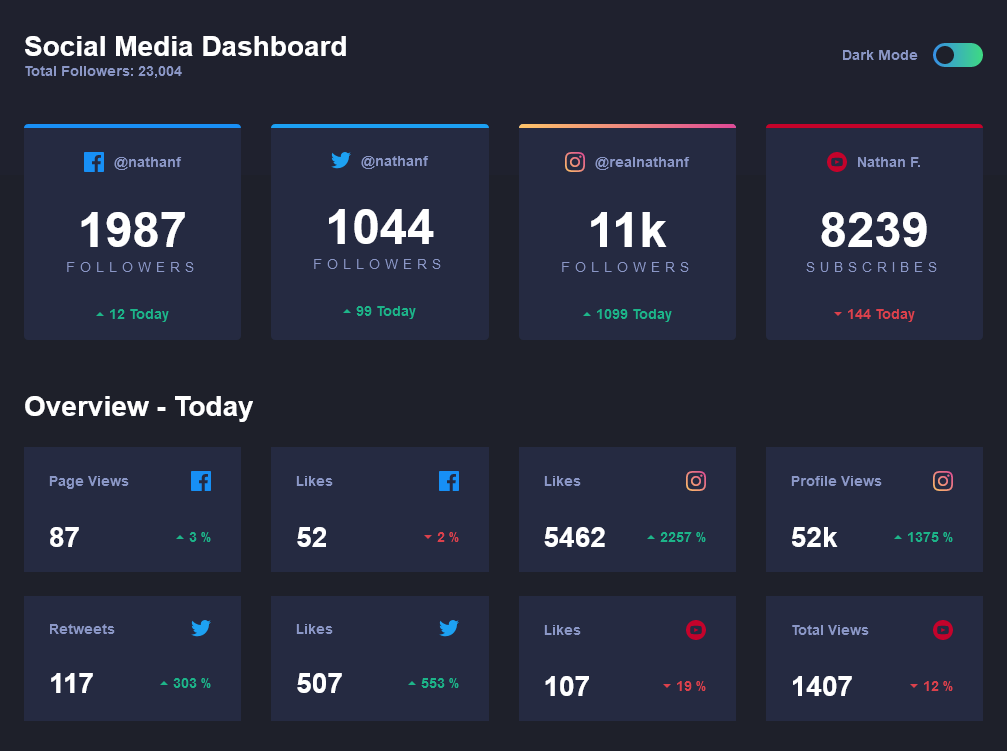 Social Media Dashboard
Total Followers: 23,004
Dark Mode
@nathanf
1987
FOLLOWERS
12 Today
@nathanf
1044
FOLLOWERS
99 Today
@realnathanf
11k
FOLLOWERS
1099 Today
Nathan F.
8239
SUBSCRIBES
144 Today
Overview - Today
Page Views
87
3 %
Likes
52
2 %
Likes
5462
2257 %
Profile Views
52k
1375 %
Retweets
117
303 %
Likes
507
553 %
Likes
107
19 %
Total Views
1407
12 %